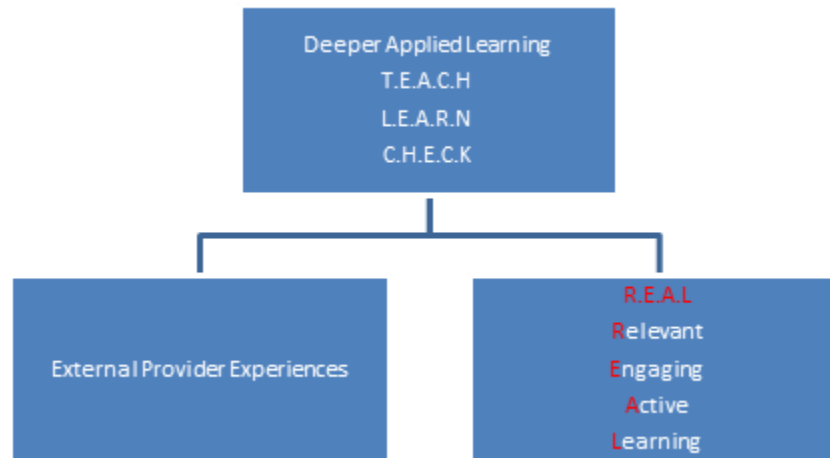 Deeper Applied Learning
T.E.A.C.H
L.E.A.R.N
C.H.E.C.K
External Provider Experiences
R.E.A.L
Relevant
Engaging
Active
Learning